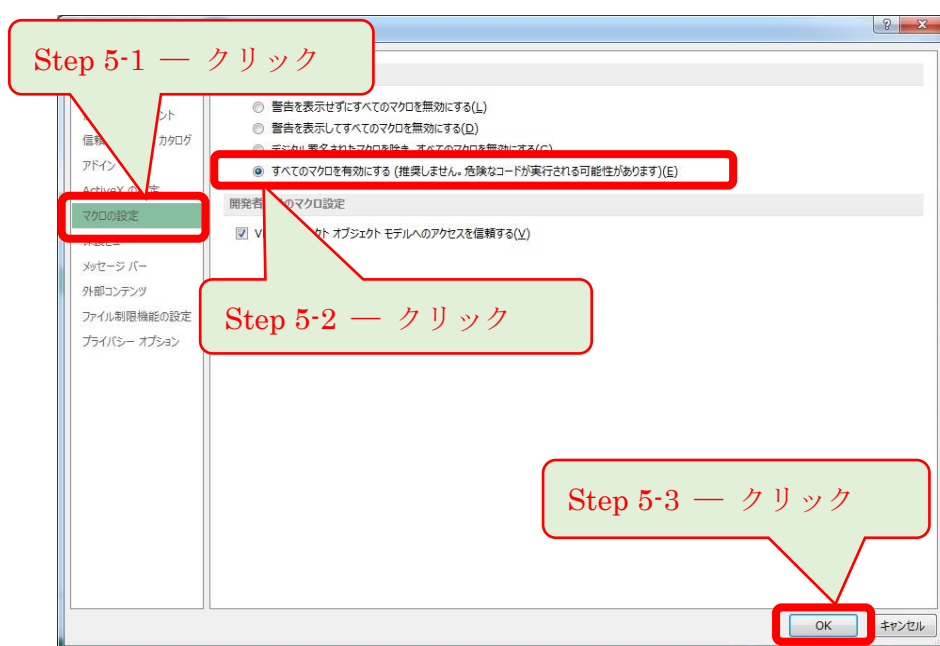 Step 5-1 ― クリック
警告を表示せずにすべてのマクロを無効にする(L)
警告を表示してすべてのマクロを無効にする(D)
すべてのマクロを有効にする (推奨しません。危険なコードが実行される可能性があります)(E)
カタログ
アドイン
ActiveX の
マクロの設定
メッセージ バー
外部コンテンツ
ファイル制限機能の設定
プライバシー オプション
開発者
のマクロ設定
オブジェクト モデルへのアクセスを信頼する(V)
Step 5-2 ― クリック
Step 5-3 ― クリック
OK
キャンセル